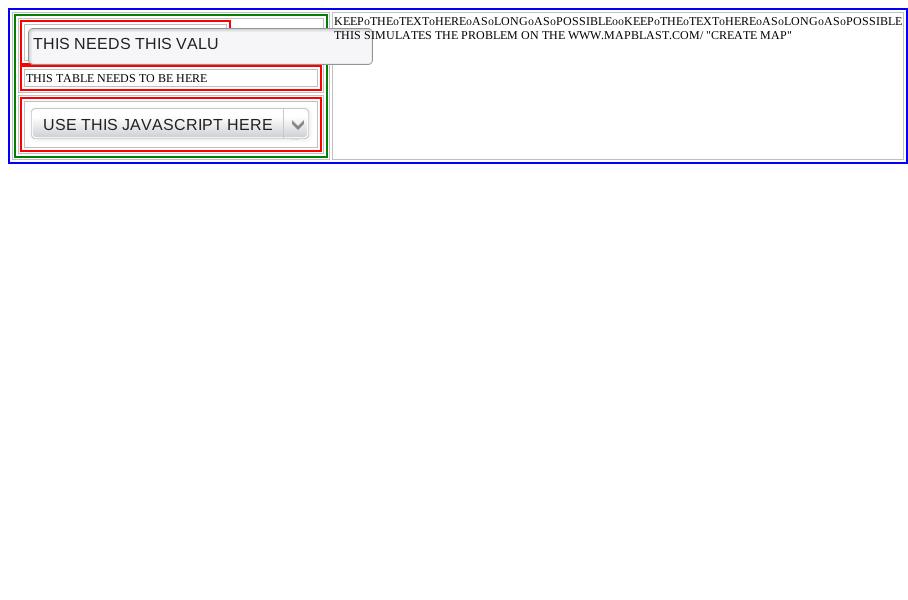 THIS NEEDS THIS VALU
THIS TABLE NEEDS TO BE HERE
USE THIS JAVASCRIPT HERE
KEEPoTHEoTEXToHEREoASoLONGoASoPOSSIBLEooKEEPoTHEoTEXToHEREoASoLONGoASoPOSSIBLE
THIS SIMULATES THE PROBLEM ON THE WWW.MAPBLAST.COM/ "CREATE MAP"